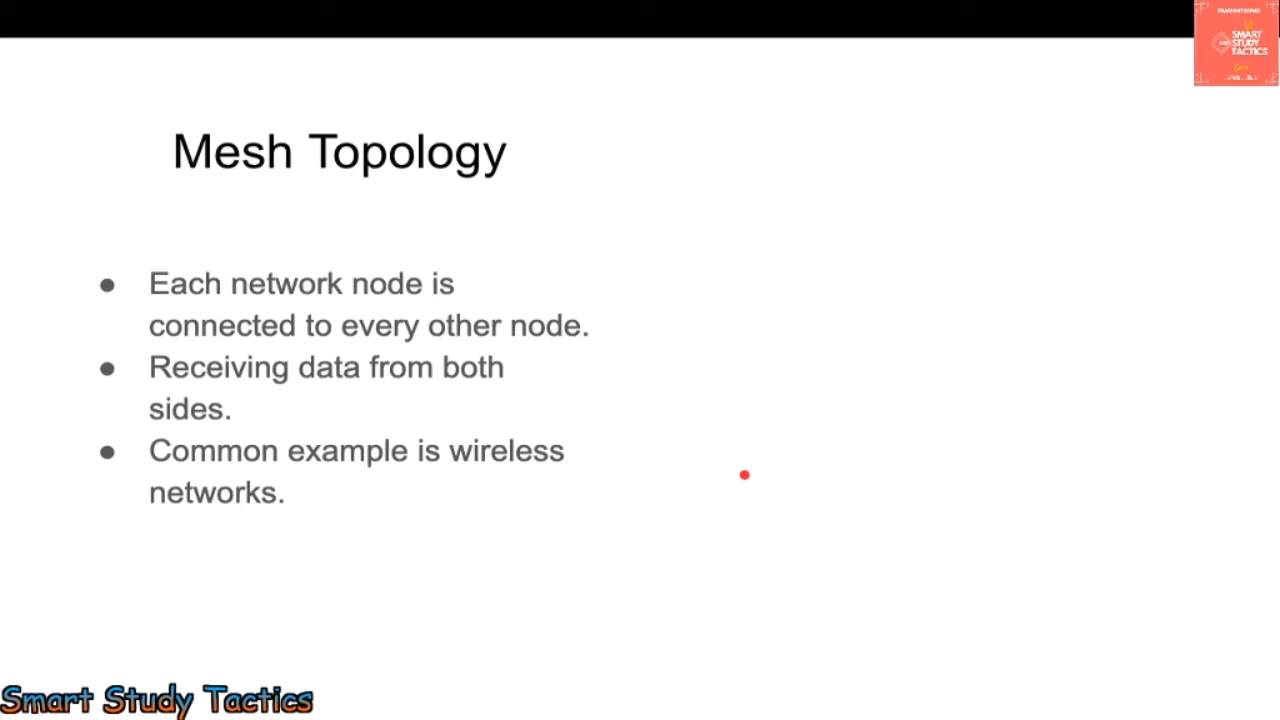 SMART
STUDY
TACTICS
Mesh Topology
● Each network node is
connected to every other node.
● Receiving data from both
sides.
● Common example is wireless
networks.
Smart Study Tactics